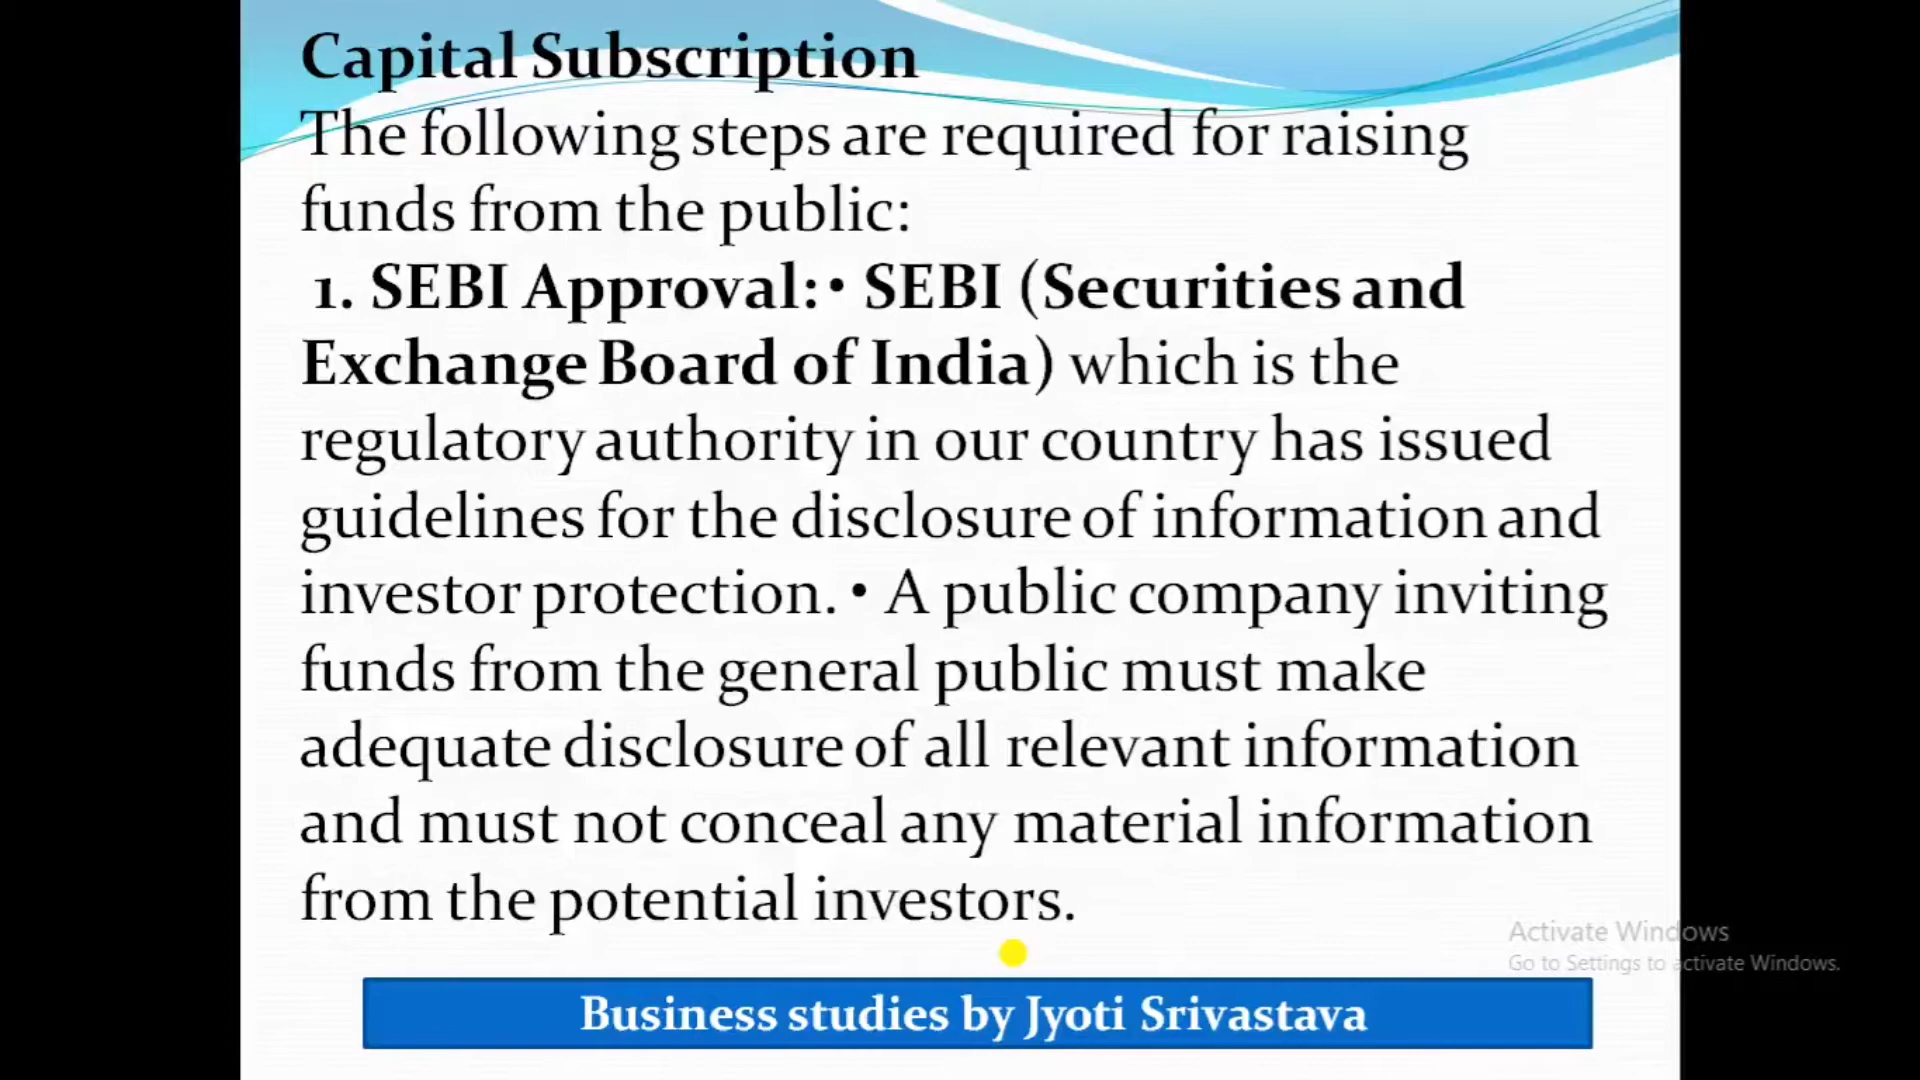 Capital Subscription
The following steps are required for raising
funds from the public:
1. SEBI Approval:• SEBI (Securities and
Exchange Board of India) which is the
regulatory authority in our country has issued
guidelines for the disclosure of information and
investor protection. • A public company inviting
funds from the general public must make
adequate disclosure of all relevant information
and must not conceal any material information
from the potential investors.
Activate Windows
Go to Settings to activate Windows.
Business studies by Jyoti Srivastava